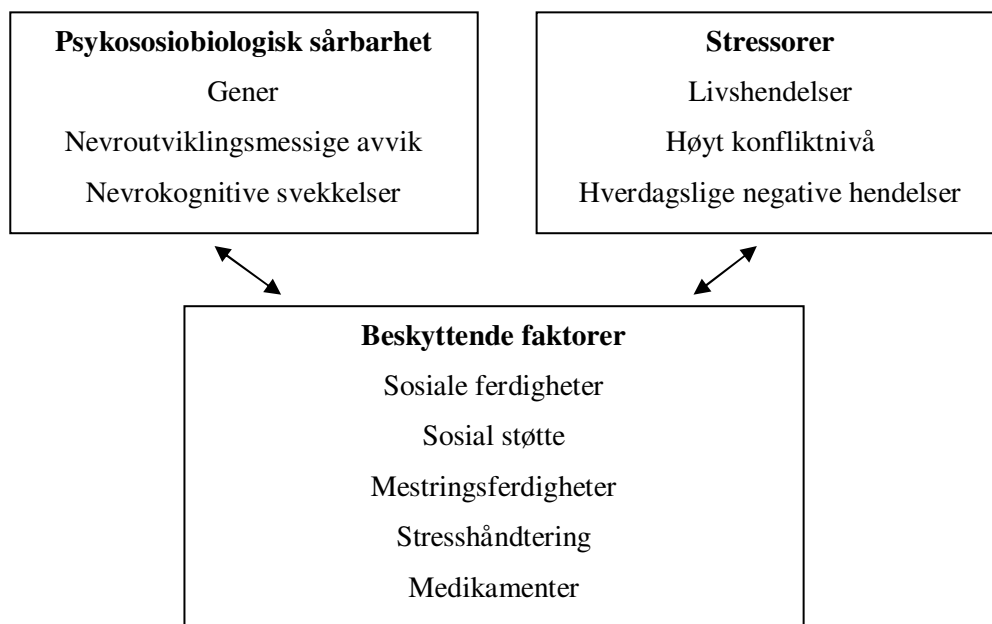 Psykososiobiologisk sårbarhet
Gener
Nevroutviklingsmessige avvik
Nevrokognitive svekkelser
Stressorer
Livshendelser
Høyt konfliktnivå
Hverdagslige negative hendelser
Beskyttende faktorer
Sosiale ferdigheter
Sosial støtte
Mestringsferdigheter
Stresshåndtering
Medikamenter